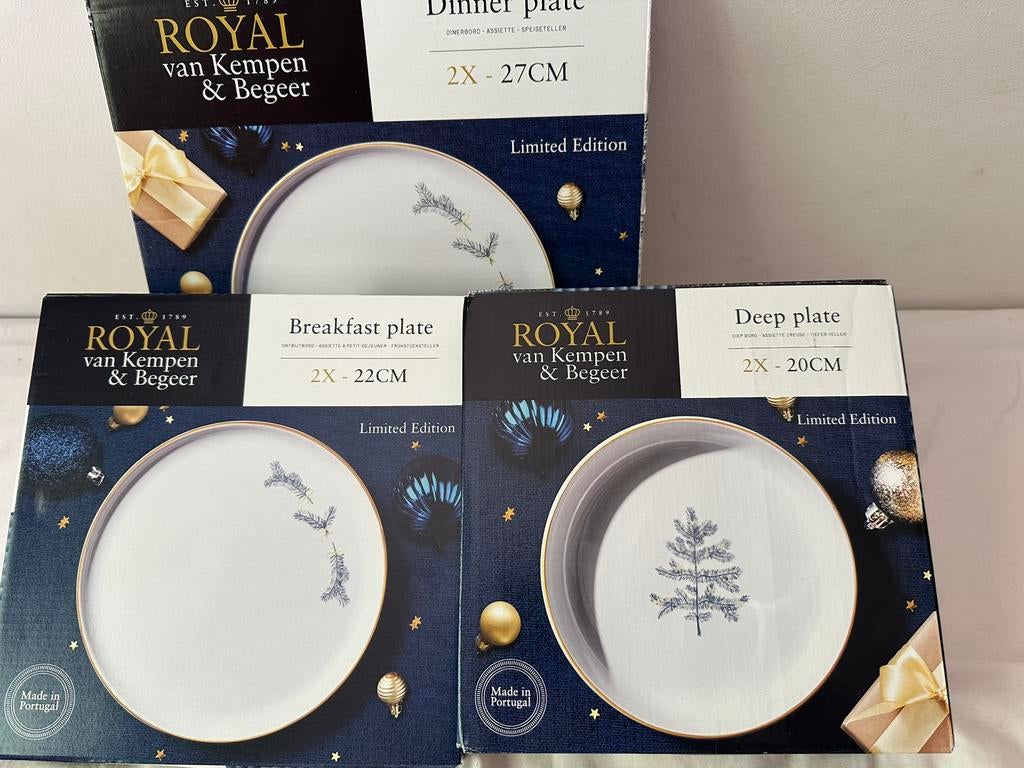 EST. 1789
ROYAL
van Kempen
& Begeer
Dinner plate
DINERBORD - ASSIETTE - SPEISETELLER
2X - 27CM
Limited Edition
EST. 1789
ROYAL
van Kempen
& Begeer
Breakfast plate
ONTBIJTBORD - ASSIETTE À PETIT-DÉJEUNER - FRÜHSTÜCKSTELLER
2X - 22CM
Limited Edition
Made in
Portugal
EST. 1789
ROYAL
van Kempen
& Begeer
Deep plate
DIEP BORD - ASSIETTE CREUSE - TIEFER TELLER
2X - 20CM
Limited Edition
Made in
Portugal